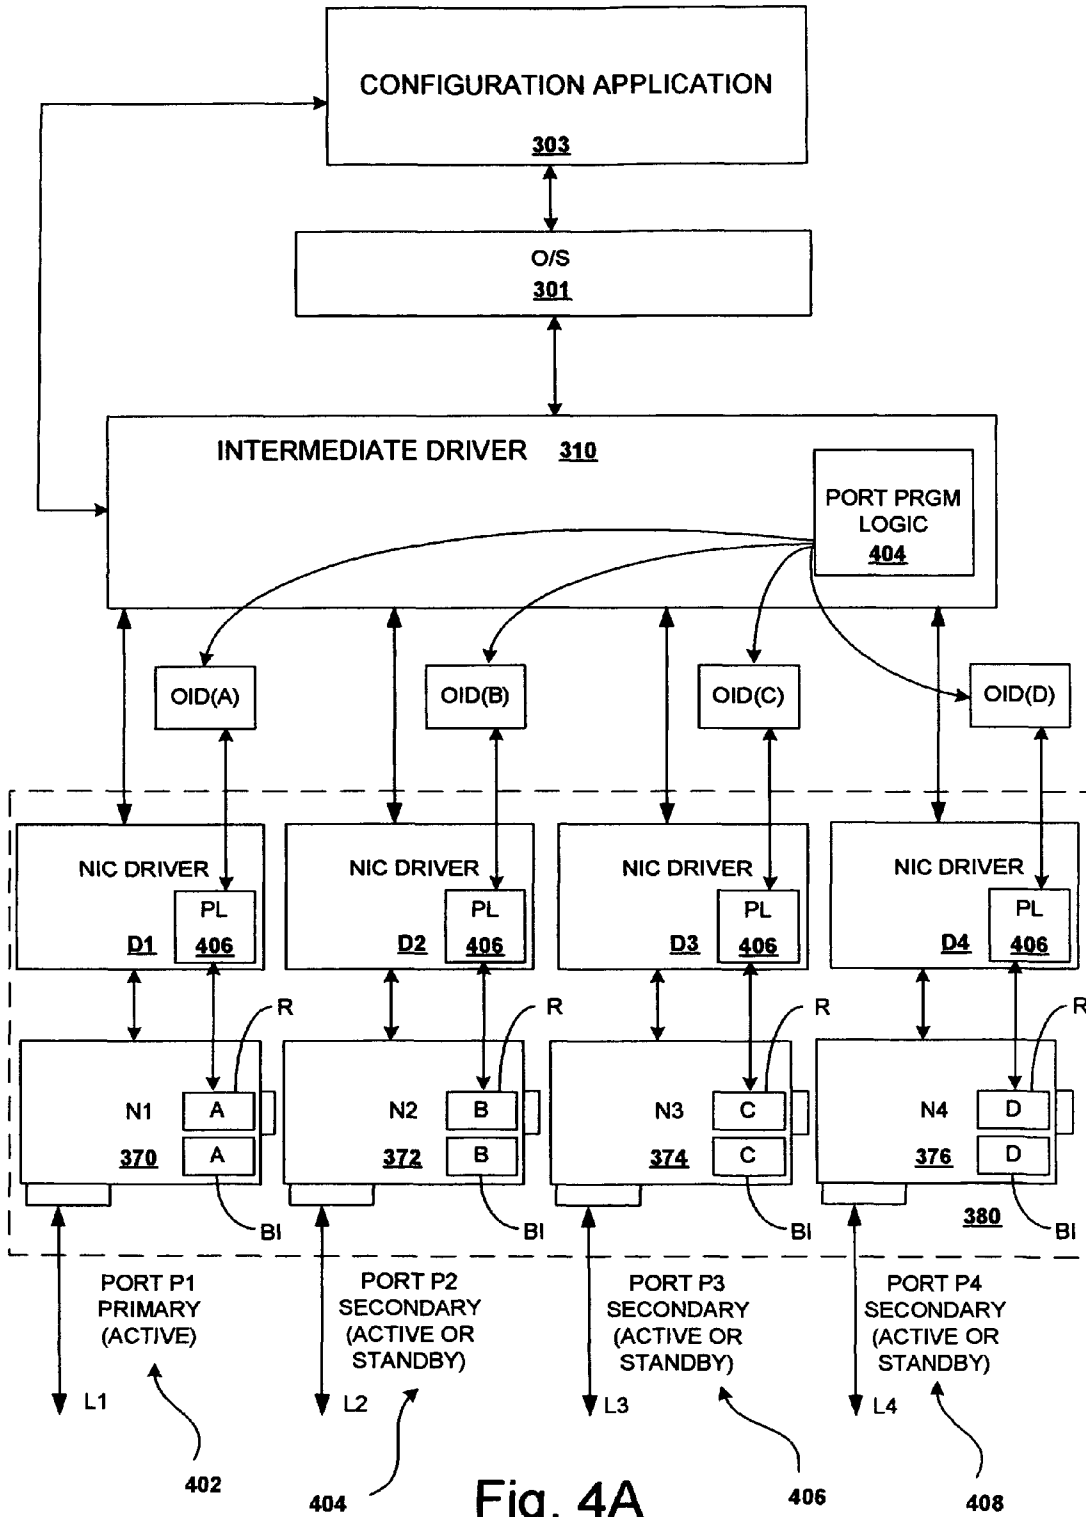 CONFIGURATION APPLICATION
303
O/S
301
INTERMEDIATE DRIVER 310
PORT PRGM
LOGIC
404
OID(A) OID(B) OID(C) OID(D)
NIC DRIVER NIC DRIVER NIC DRIVER NIC DRIVER
PL PL PL PL
D1 406 D2 406 D3 406 D4 406
R R R R
N1 A N2 B N3 C N4 D
370 A 372 B 374 C 376 D
BI BI BI 380 BI
PORT P1
PRIMARY
(ACTIVE)
PORT P2
SECONDARY
(ACTIVE OR
STANDBY)
PORT P3
SECONDARY
(ACTIVE OR
STANDBY)
PORT P4
SECONDARY
(ACTIVE OR
STANDBY)
L1 L2 L3 L4
402 404 406 408
Fig. 4A